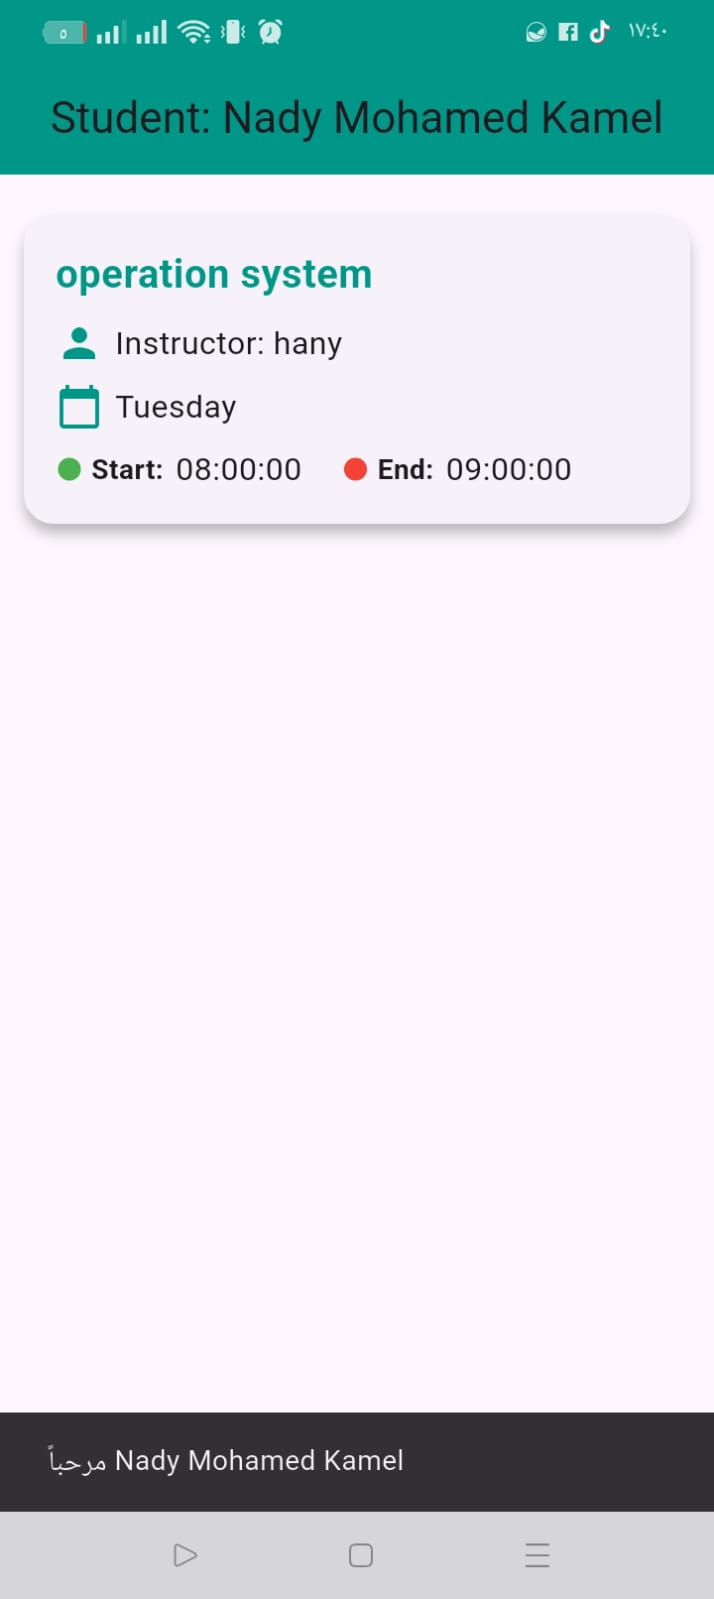 ٥ ١٧:٤٠
Student: Nady Mohamed Kamel
operation system
Instructor: hany
Tuesday
Start: 08:00:00 End: 09:00:00
مرحباً Nady Mohamed Kamel